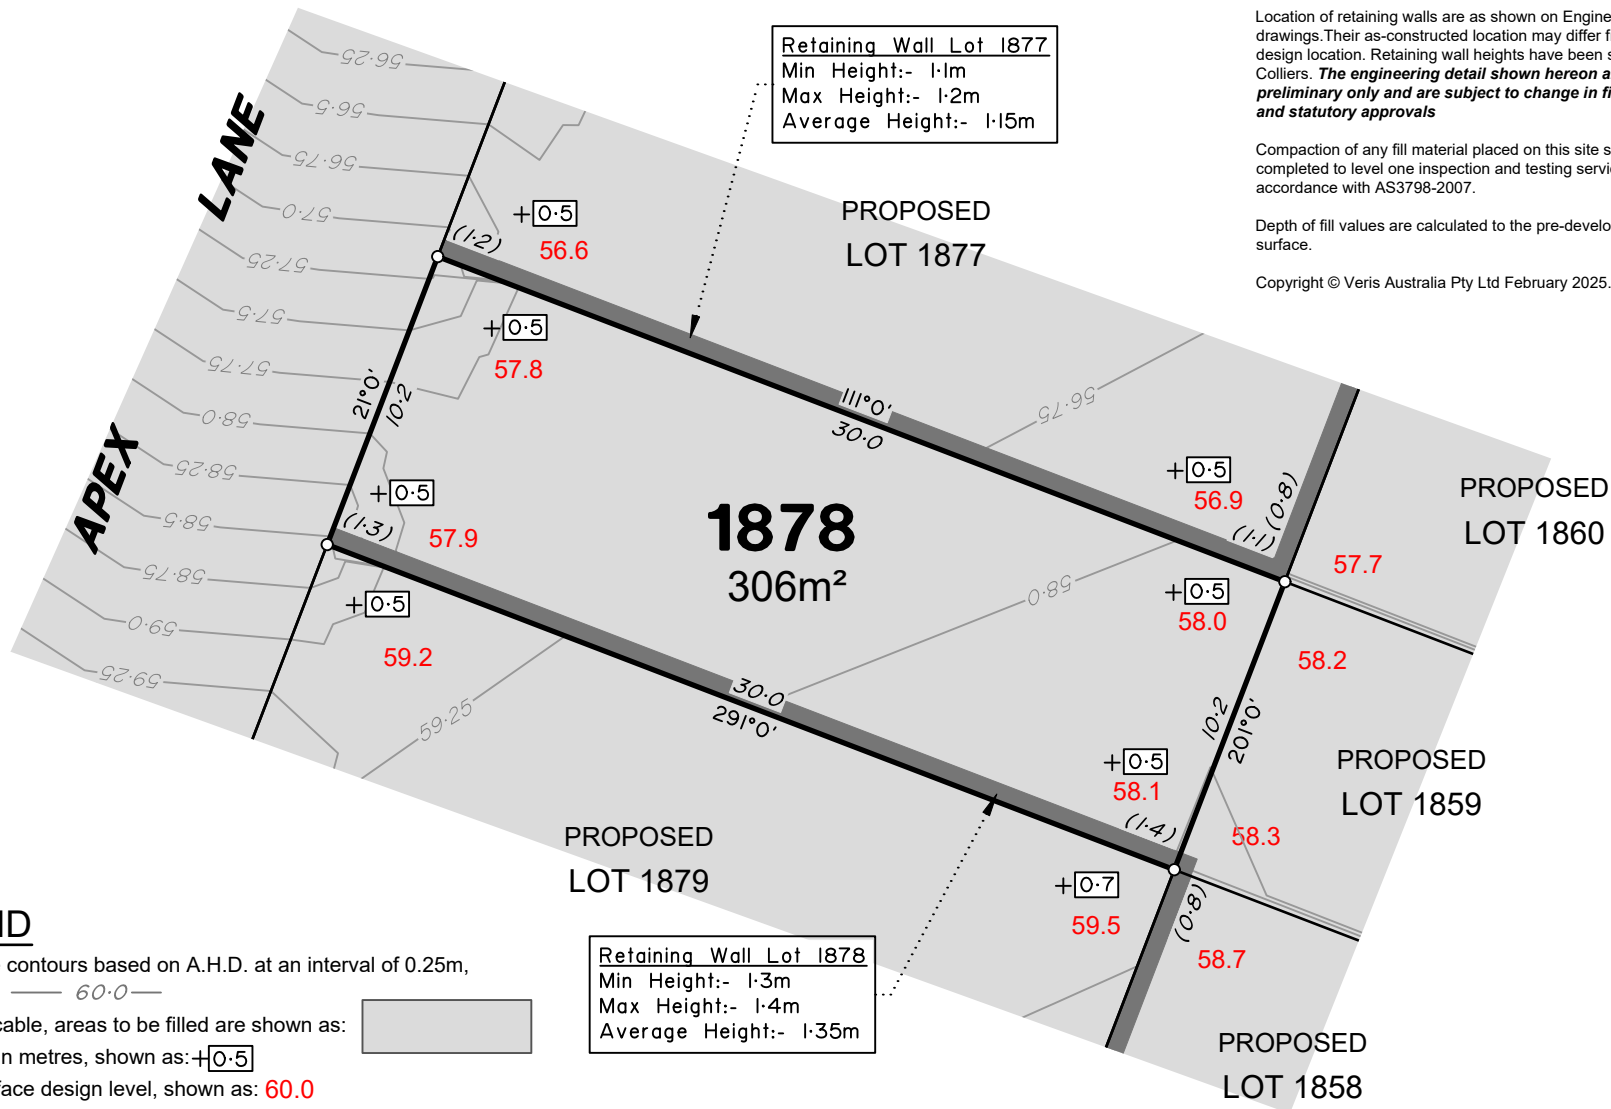 Location of retaining walls are as shown on Engine
drawings.Their as-constructed location may differ f
design location. Retaining wall heights have been s
Colliers. The engineering detail shown hereon a
preliminary only and are subject to change in fi
and statutory approvals
Compaction of any fill material placed on this site s
completed to level one inspection and testing servic
accordance with AS3798-2007.
Depth of fill values are calculated to the pre-develo
surface.
Copyright © Veris Australia Pty Ltd February 2025.
Retaining Wall Lot 1877
Min Height:- 1·1m
Max Height:- 1·2m
Average Height:- 1·15m
APEX LANE
56·25
56·5
56·75
57·0
57·25
57·5
57·75
58·0
58·25
58·5
58·75
59·0
59·25
PROPOSED
LOT 1877
+0·5
56.6
(1·2)
+0·5
57.8
21°0'
10·2
111°0'
30·0
56·75
+0·5
56.9
(1·1)
(0·8)
PROPOSED
LOT 1860
57.7
+0·5
57.9
(1·3)
1878
306m²
58·0
+0·5
58.0
58.2
+0·5
59.2
59·25
30·0
291°0'
10·2
201°0'
+0·5
58.1
(1·4)
58.3
PROPOSED
LOT 1859
PROPOSED
LOT 1879
+0·7
59.5
(0·8)
58.7
Retaining Wall Lot 1878
Min Height:- 1·3m
Max Height:- 1·4m
Average Height:- 1·35m
PROPOSED
LOT 1858
ND
contours based on A.H.D. at an interval of 0.25m,
60·0
cable, areas to be filled are shown as:
n metres, shown as:+0·5
face design level, shown as: 60.0